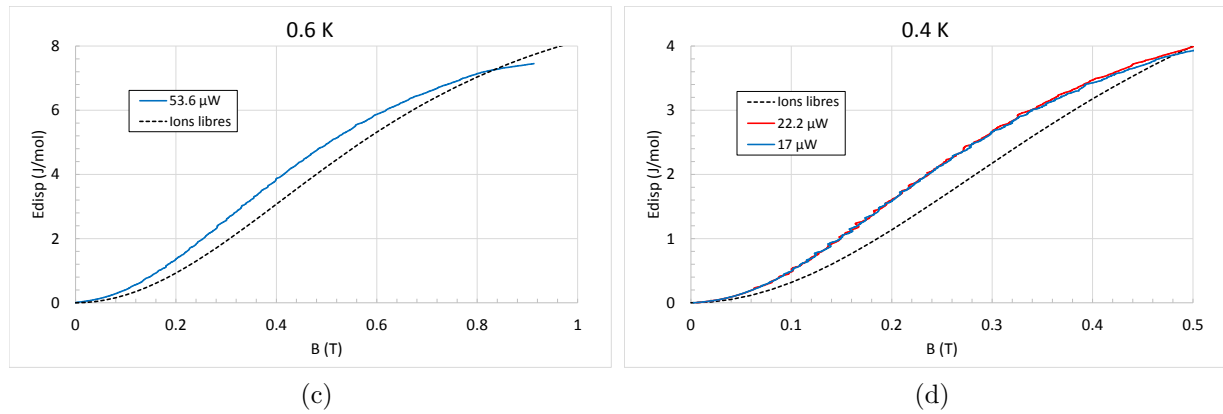 0.6 K
8
6
4
2
0
Edisp (J/mol)
53.6 µW
Ions libres
0
0.2
0.4
0.6
0.8
1
B (T)
(c)
0.4 K
4
3
2
1
0
Edisp (J/mol)
Ions libres
22.2 µW
17 µW
0
0.1
0.2
0.3
0.4
0.5
B (T)
(d)